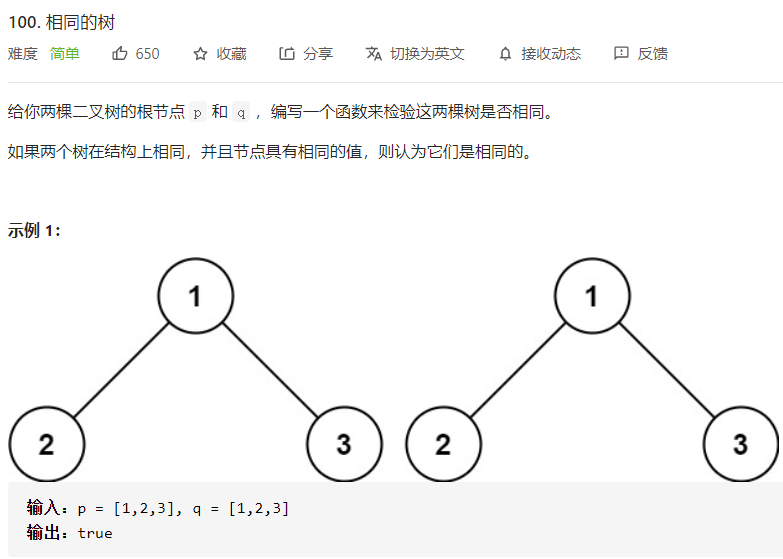 100. 相同的树
难度 简单 650 收藏 分享 切换为英文 接收动态 反馈
给你两棵二叉树的根节点 p 和 q ，编写一个函数来检验这两棵树是否相同。
如果两个树在结构上相同，并且节点具有相同的值，则认为它们是相同的。
示例 1：
1 1
2 3 2 3
输入：p = [1,2,3], q = [1,2,3]
输出：true